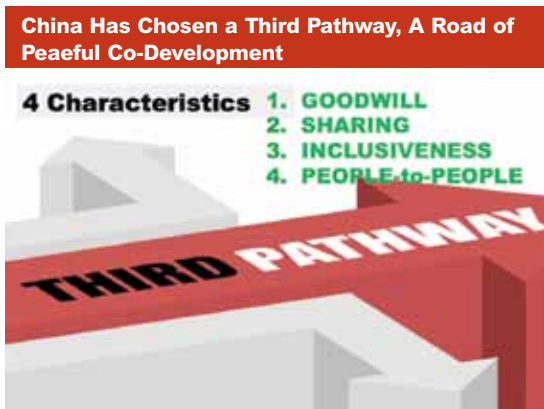 China Has Chosen a Third Pathway, A Road of
Peaeful Co-Development
4 Characteristics
1. GOODWILL
2. SHARING
3. INCLUSIVENESS
4. PEOPLE-to-PEOPLE
THIRD PATHWAY